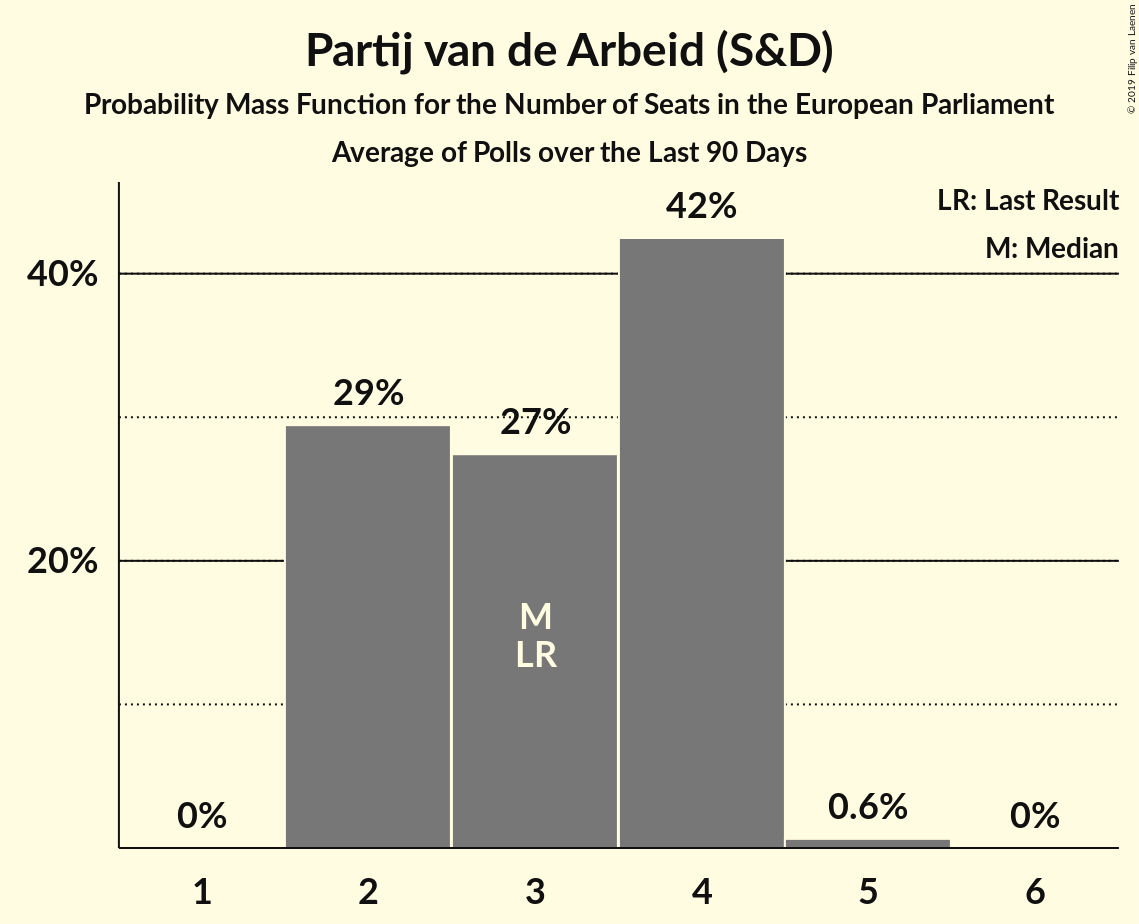 Partij van de Arbeid (S&D)
Probability Mass Function for the Number of Seats in the European Parliament
Average of Polls over the Last 90 Days
© 2019 Filip van Laenen
LR: Last Result
M: Median
42%
40%
29%
27%
20%
M
LR
0%
0.6%
0%
1
2
3
4
5
6